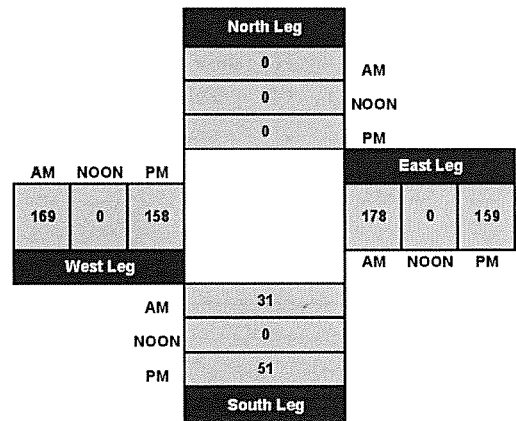 North Leg
0
AM
0
NOON
0
PM
AM NOON PM
East Leg
169 0 158
178 0 159
West Leg
AM NOON PM
AM
31
NOON
0
PM
51
South Leg